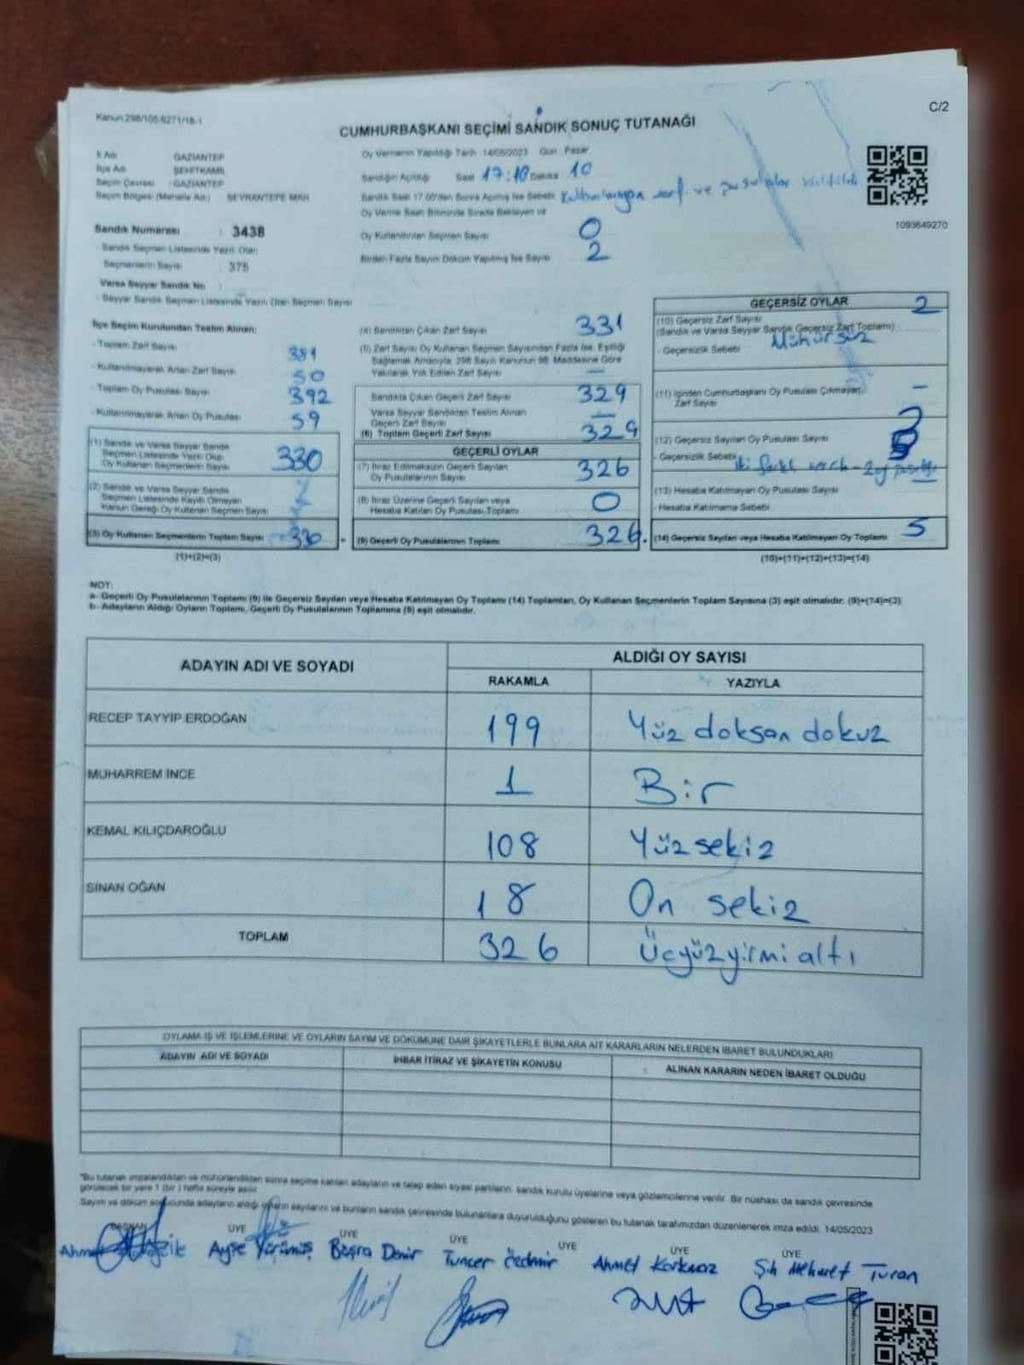 Kanun:298/105:6271/18-1
C/2
CUMHURBAŞKANI SEÇİMİ SANDIK SONUÇ TUTANAĞI
İl Adı : GAZİANTEP
İlçe Adı : ŞEHİTKAMİL
Seçim Çevresi : GAZİANTEP
Seçim Bölgesi (Mahalle Adı) : SEYRANTEPE MAH
Sandık Numarası : 3438
- Sandık Seçmen Listesinde Yazılı Olan
Seçmenlerin Sayısı : 375
Varsa Seyyar Sandık No :
- Seyyar Sandık Seçmen Listesinde Yazılı Olan Seçmen Sayısı
Oy Vermenin Yapıldığı Tarih 14/05/2023 Gün : Pazar
Sandığın Açıldığı Saat 17:10 Dakika 10
Sandık Saat 17.00'den Sonra Açılmış İse Sebebi ve pusulalar
Oy Verme Saati Bitiminde Sırada Bekleyen ve
Oy Kullandırılan Seçmen Sayısı 0
Birden Fazla Sayım Döküm Yapılmış İse Sayısı 2
1093649270
İlçe Seçim Kurulundan Teslim Alınan:
- Toplam Zarf Sayısı 381
- Kullanılmayarak Artan Zarf Sayısı 50
- Toplam Oy Pusulası Sayısı 392
- Kullanılmayarak Artan Oy Pusulası 59
(1) Sandık ve Varsa Seyyar Sandık
Seçmen Listesinde Yazılı Olup
Oy Kullanan Seçmenlerin Sayısı 330
(2) Sandık ve Varsa Seyyar Sandık
Seçmen Listesinde Kayıtlı Olmayan
Kanun Gereği Oy Kullanan Seçmen Sayısı
(3) Oy Kullanan Seçmenlerin Toplam Sayısı 330
(1)+(2)=(3)
(4) Sandıktan Çıkan Zarf Sayısı 331
(5) Zarf Sayısı Oy Kullanan Seçmen Sayısından Fazla İse, Eşitliği
Sağlamak Amacıyla, 298 Sayılı Kanunun 98. Maddesine Göre
Yakılarak Yok Edilen Zarf Sayısı —
Sandıkta Çıkan Geçerli Zarf Sayısı 329
Varsa Seyyar Sandıktan Teslim Alınan
Geçerli Zarf Sayısı —
(6) Toplam Geçerli Zarf Sayısı 329
GEÇERLİ OYLAR
(7) İtiraz Edilmeksizin Geçerli Sayılan
Oy Pusulalarının Sayısı 326
(8) İtiraz Üzerine Geçerli Sayılan veya
Hesaba Katılan Oy Pusulası Toplamı 0
(9) Geçerli Oy Pusulalarının Toplamı 326
GEÇERSİZ OYLAR
(10) Geçersiz Zarf Sayısı 2
(Sandık ve Varsa Seyyar Sandık Geçersiz Zarf Toplamı)
- Geçersizlik Sebebi Mühürsüz
(11) İçinden Cumhurbaşkanı Oy Pusulası Çıkmayan
Zarf Sayısı —
(12) Geçersiz Sayılan Oy Pusulası Sayısı 3
- Geçersizlik Sebebi iki farklı
(13) Hesaba Katılmayan Oy Pusulası Sayısı
- Hesaba Katılmama Sebebi
(14) Geçersiz Sayılan veya Hesaba Katılmayan Oy Toplamı 5
(10)+(11)+(12)+(13)=(14)
NOT:
a- Geçerli Oy Pusulalarının Toplamı (9) ile Geçersiz Sayılan veya Hesaba Katılmayan Oy Toplamı (14) Toplamları, Oy Kullanan Seçmenlerin Toplam Sayısına (3) eşit olmalıdır. (9)+(14)=(3)
b- Adayların Aldığı Oyların Toplamı, Geçerli Oy Pusulalarının Toplamına (9) eşit olmalıdır.
ADAYIN ADI VE SOYADI
ALDIĞI OY SAYISI
RAKAMLA YAZIYLA
RECEP TAYYİP ERDOĞAN 199 Yüz doksan dokuz
MUHARREM İNCE 1 Bir
KEMAL KILIÇDAROĞLU 108 Yüz sekiz
SİNAN OĞAN 18 On sekiz
TOPLAM 326 Üçyüzyirmi altı
OYLAMA İŞ VE İŞLEMLERİNE VE OYLARIN SAYIM VE DÖKÜMÜNE DAİR ŞİKAYETLERLE BUNLARA AİT KARARLARIN NELERDEN İBARET BULUNDUKLARI
ADAYIN ADI VE SOYADI İHBAR İTİRAZ VE ŞİKAYETİN KONUSU ALINAN KARARIN NEDEN İBARET OLDUĞU
*Bu tutanak imzalandıktan ve mühürlendikten sonra seçime katılan adayların ve talep eden siyasi partilerin sandık kurulu üyelerine veya gözlemcilerine verilir. Bir nüshası da sandık çevresinde
görülecek bir yere 1 (bir) hafta süreyle asılır.
Sayım ve döküm sonucunda adayların aldığı oyların sayılarını ve bunların sandık çevresinde bulunanlara duyurulduğunu gösteren bu tutanak tarafımızdan düzenlenerek imza edildi. 14/05/2023
BAŞKAN ÜYE ÜYE ÜYE ÜYE ÜYE ÜYE
Ayşe Yürümüş Büşra Demir Tuncer Özdemir Ahmet Korkmaz Şıh Mehmet Turan